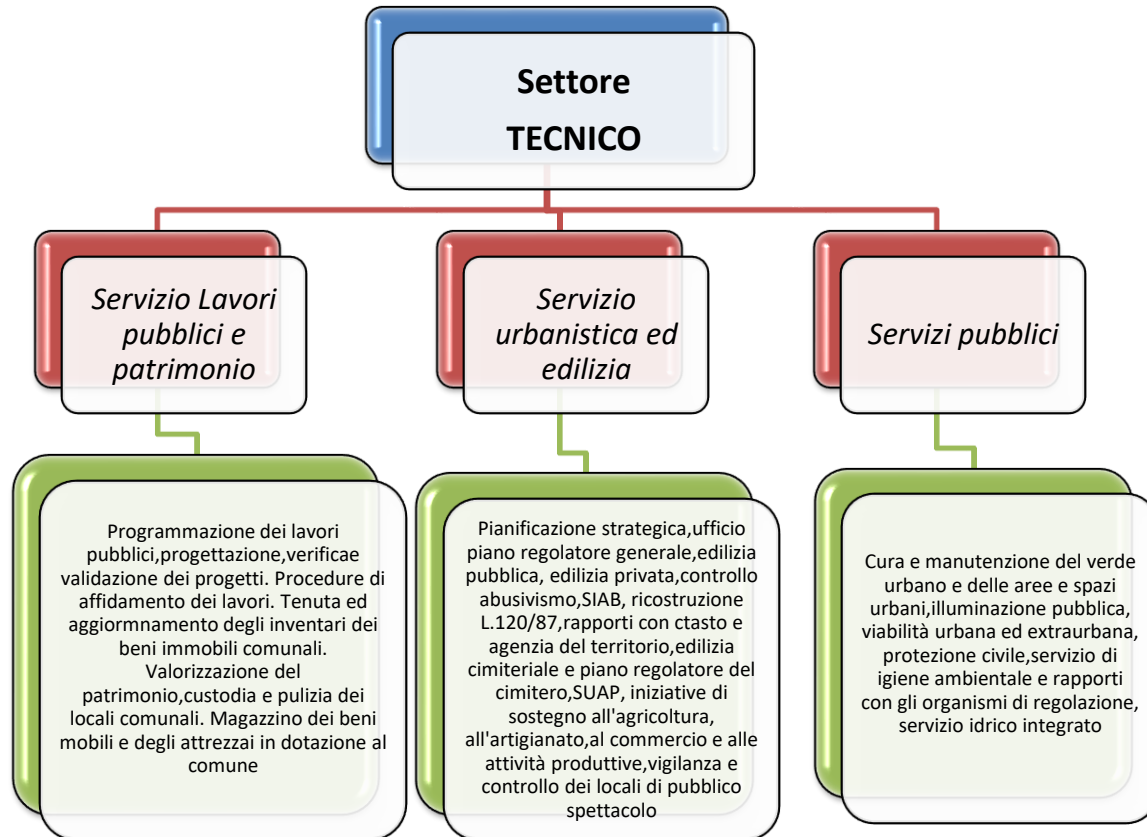 Settore
TECNICO
Servizio Lavori
pubblici e
patrimonio
Servizio
urbanistica ed
edilizia
Servizi pubblici
Programmazione dei lavori
pubblici,progettazione,verificae
validazione dei progetti. Procedure di
affidamento dei lavori. Tenuta ed
aggiormnamento degli inventari dei
beni immobili comunali.
Valorizzazione del
patrimonio,custodia e pulizia dei
locali comunali. Magazzino dei beni
mobili e degli attrezzai in dotazione al
comune
Pianificazione strategica,ufficio
piano regolatore generale,edilizia
pubblica, edilizia privata,controllo
abusivismo,SIAB, ricostruzione
L.120/87,rapporti con ctasto e
agenzia del territorio,edilizia
cimiteriale e piano regolatore del
cimitero,SUAP, iniziative di
sostegno all'agricoltura,
all'artigianato,al commercio e alle
attività produttive,vigilanza e
controllo dei locali di pubblico
spettacolo
Cura e manutenzione del verde
urbano e delle aree e spazi
urbani,illuminazione pubblica,
viabilità urbana ed extraurbana,
protezione civile,servizio di
igiene ambientale e rapporti
con gli organismi di regolazione,
servizio idrico integrato